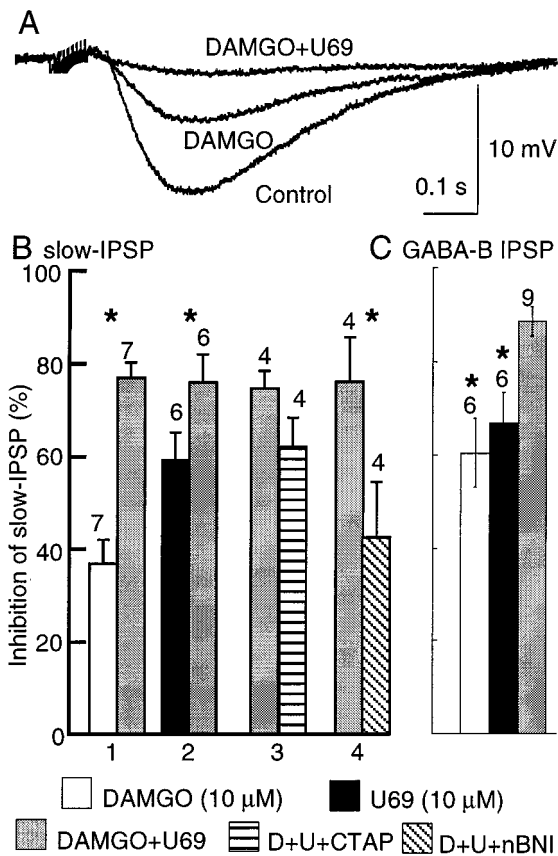 A
DAMGO+U69
DAMGO
Control
10 mV
0.1 s
B slow-IPSP
C GABA-B IPSP
Inhibition of slow-IPSP (%)
100
80
60
40
20
0
7
*
7
6
*
6
4
4
4
*
4
*
6
*
6
9
1 2 3 4
DAMGO (10 μM) U69 (10 μM)
DAMGO+U69 D+U+CTAP D+U+nBNI